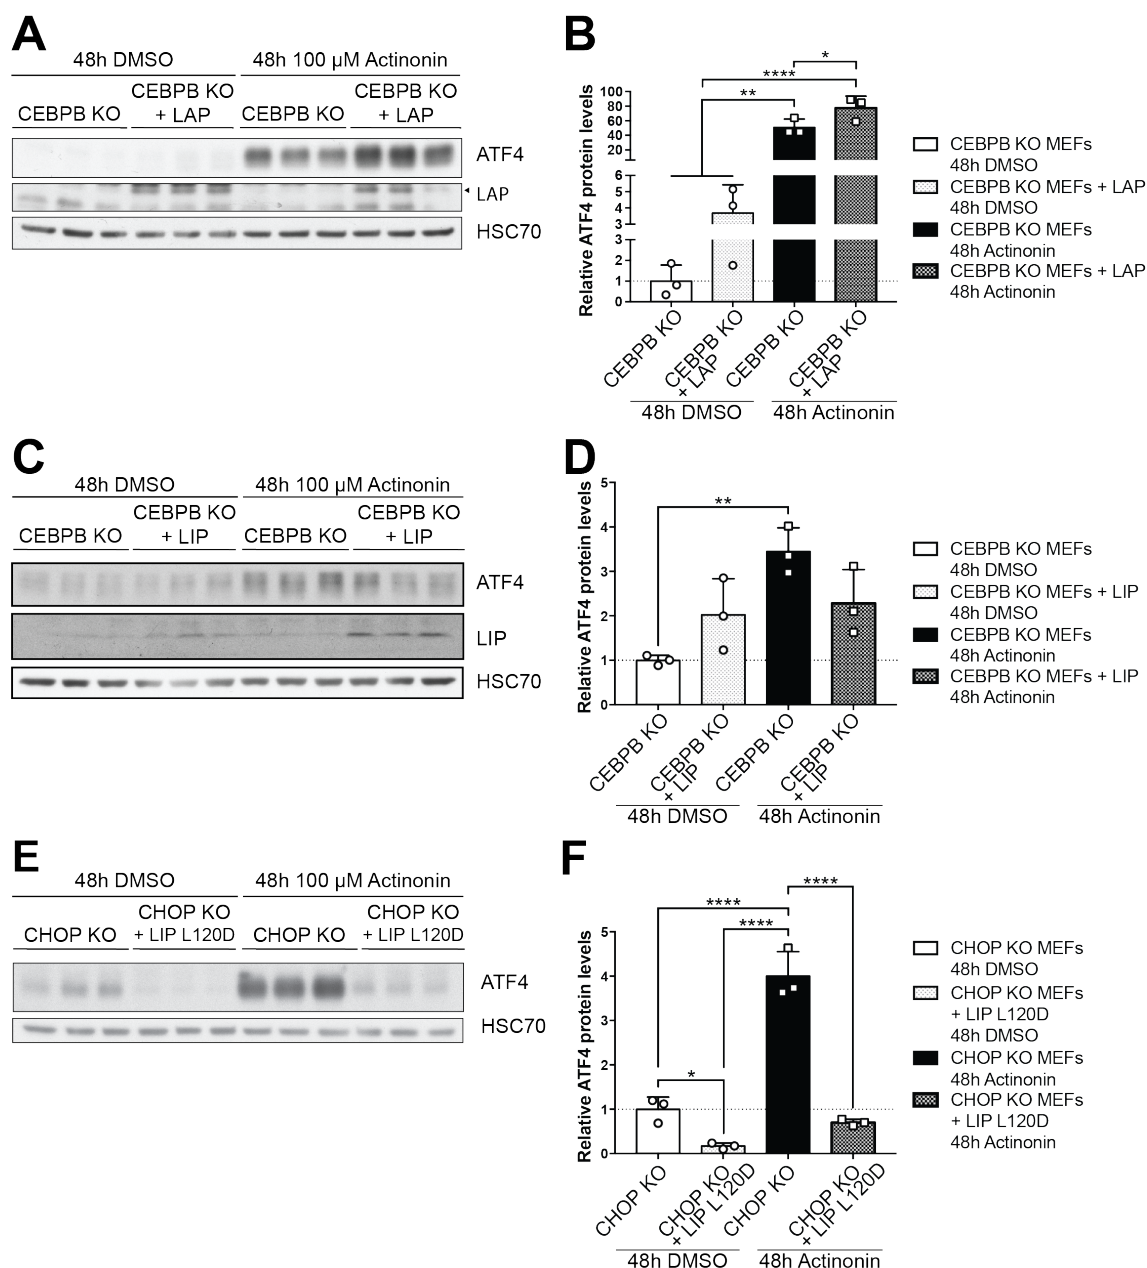 A
48h DMSO
48h 100 µM Actinonin
CEBPB KO
CEBPB KO
+ LAP
CEBPB KO
CEBPB KO
+ LAP
ATF4
LAP
HSC70
B
Relative ATF4 protein levels
100
80
60
40
20
6
5
4
3
3
2
1
0
*
****
**
CEBPB KO
CEBPB KO
+ LAP
CEBPB KO
CEBPB KO
+ LAP
48h DMSO
48h Actinonin
CEBPB KO MEFs
48h DMSO
CEBPB KO MEFs + LAP
48h DMSO
CEBPB KO MEFs
48h Actinonin
CEBPB KO MEFs + LAP
48h Actinonin
C
48h DMSO
48h 100 µM Actinonin
CEBPB KO
CEBPB KO
+ LIP
CEBPB KO
CEBPB KO
+ LIP
ATF4
LIP
HSC70
D
Relative ATF4 protein levels
5
4
3
2
1
0
**
CEBPB KO
CEBPB KO
+ LIP
CEBPB KO
CEBPB KO
+ LIP
48h DMSO
48h Actinonin
CEBPB KO MEFs
48h DMSO
CEBPB KO MEFs + LIP
48h DMSO
CEBPB KO MEFs
48h Actinonin
CEBPB KO MEFs + LIP
48h Actinonin
E
48h DMSO
48h 100 µM Actinonin
CHOP KO
CHOP KO
+ LIP L120D
CHOP KO
CHOP KO
+ LIP L120D
ATF4
HSC70
F
Relative ATF4 protein levels
5
4
3
2
1
0
****
****
****
*
CHOP KO
CHOP KO
+ LIP L120D
CHOP KO
CHOP KO
+ LIP L120D
48h DMSO
48h Actinonin
CHOP KO MEFs
48h DMSO
CHOP KO MEFs
+ LIP L120D
48h DMSO
CHOP KO MEFs
48h Actinonin
CHOP KO MEFs
+ LIP L120D
48h Actinonin